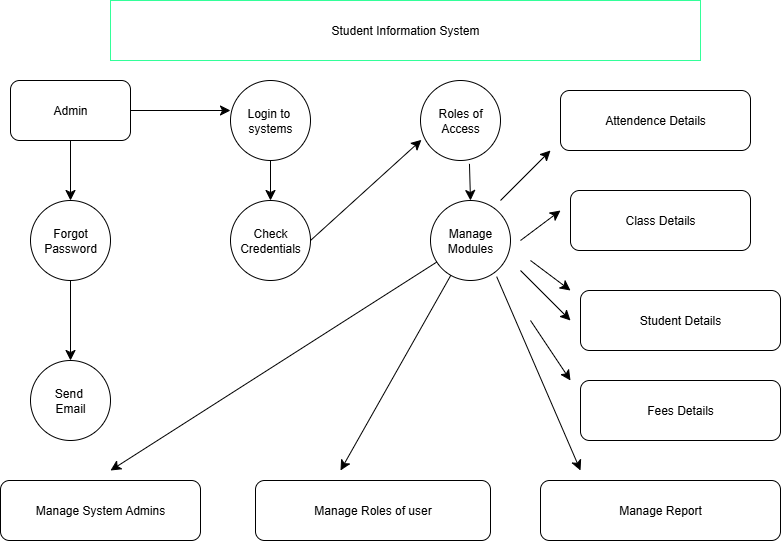 Student Information System
Admin
Login to
systems
Roles of
Access
Attendence Details
Forgot
Password
Check
Credentials
Manage
Modules
Class Details
Student Details
Send
Email
Fees Details
Manage System Admins
Manage Roles of user
Manage Report